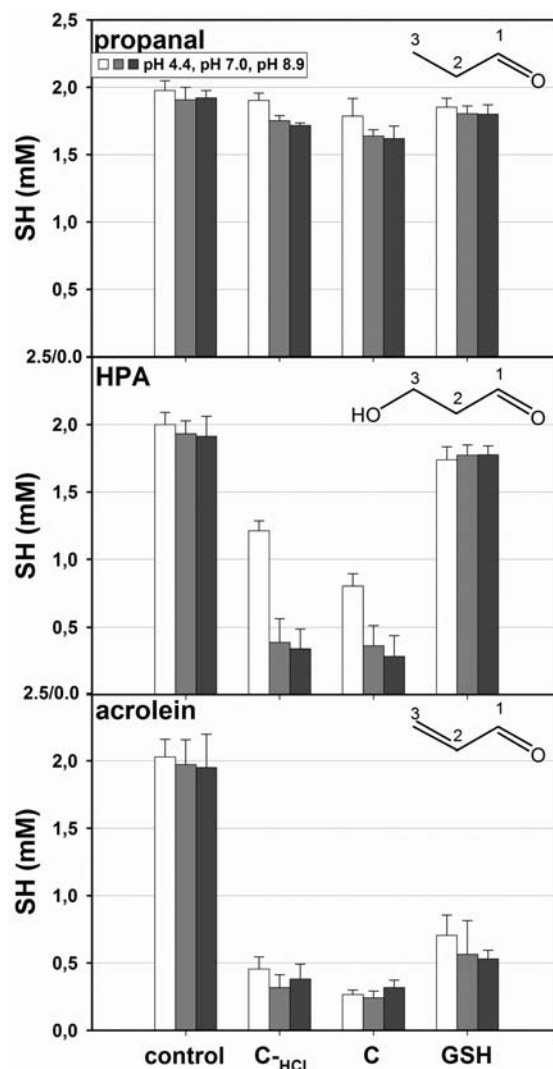 propanal
pH 4.4, pH 7.0, pH 8.9
3
2
1
O
SH (mM)
2,0
1,5
1,0
0,5
2.5/0.0
HPA
3
2
1
HO
O
SH (mM)
2,0
1,5
1,0
0,5
2.5/0.0
acrolein
3
2
1
O
SH (mM)
2,0
1,5
1,0
0,5
0,0
control C-HCL C GSH